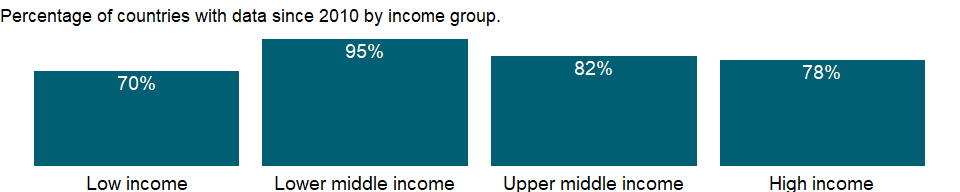 Percentage of countries with data since 2010 by income group.
70%
95%
82%
78%
Low income
Lower middle income
Upper middle income
High income